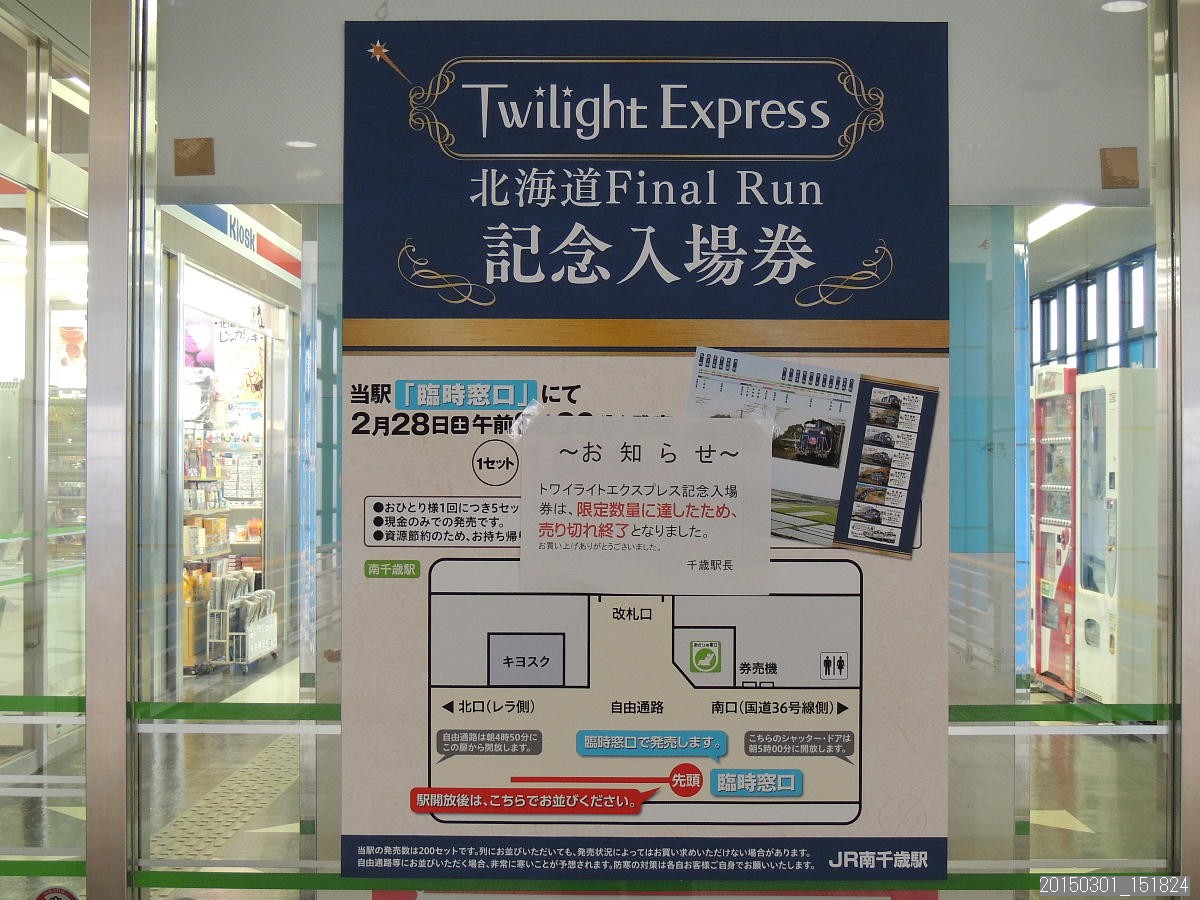 Twilight Express
北海道Final Run
記念入場券
Kiosk
当駅「臨時窓口」にて
2月28日土午前
1セット
●おひとり様1回につき5セッ
●現金のみでの発売です。
●資源節約のため、お持ち帰り
～お知らせ～
トワイライトエクスプレス記念入場
券は、限定数量に達したため、
売り切れ終了となりました。
お買い上げありがとうございました。
千歳駅長
南千歳駅
改札口
キヨスク
みどりの窓口
券売機
◀北口(レラ側)
自由通路
南口(国道36号線側)▶
自由通路は朝4時50分に
この扉から開放します。
臨時窓口で発売します。
こちらのシャッター・ドアは
朝5時00分に開放します。
先頭
臨時窓口
駅開放後は、こちらでお並びください。
当駅の発売数は200セットです。列にお並びいただいても、発売状況によってはお買い求めいただけない場合があります。
自由通路等にお並びいただく場合、非常に寒いことが予想されます。防寒の対策は各自お客様ご自身でお願いいたします。
JR南千歳駅
20150301_151824